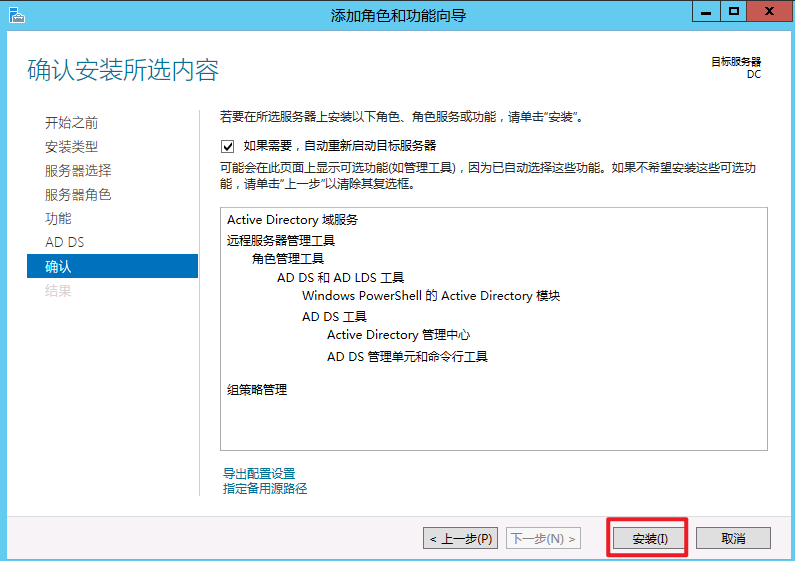 添加角色和功能向导
确认安装所选内容
目标服务器
DC
开始之前
安装类型
服务器选择
服务器角色
功能
AD DS
确认
结果
若要在所选服务器上安装以下角色、角色服务或功能，请单击"安装"。
如果需要，自动重新启动目标服务器
可能会在此页面上显示可选功能(如管理工具)，因为已自动选择这些功能。如果不希望安装这些可选功
能，请单击"上一步"以清除其复选框。
Active Directory 域服务
远程服务器管理工具
角色管理工具
AD DS 和 AD LDS 工具
Windows PowerShell 的 Active Directory 模块
AD DS 工具
Active Directory 管理中心
AD DS 管理单元和命令行工具
组策略管理
导出配置设置
指定备用源路径
< 上一步(P)
下一步(N) >
安装(I)
取消